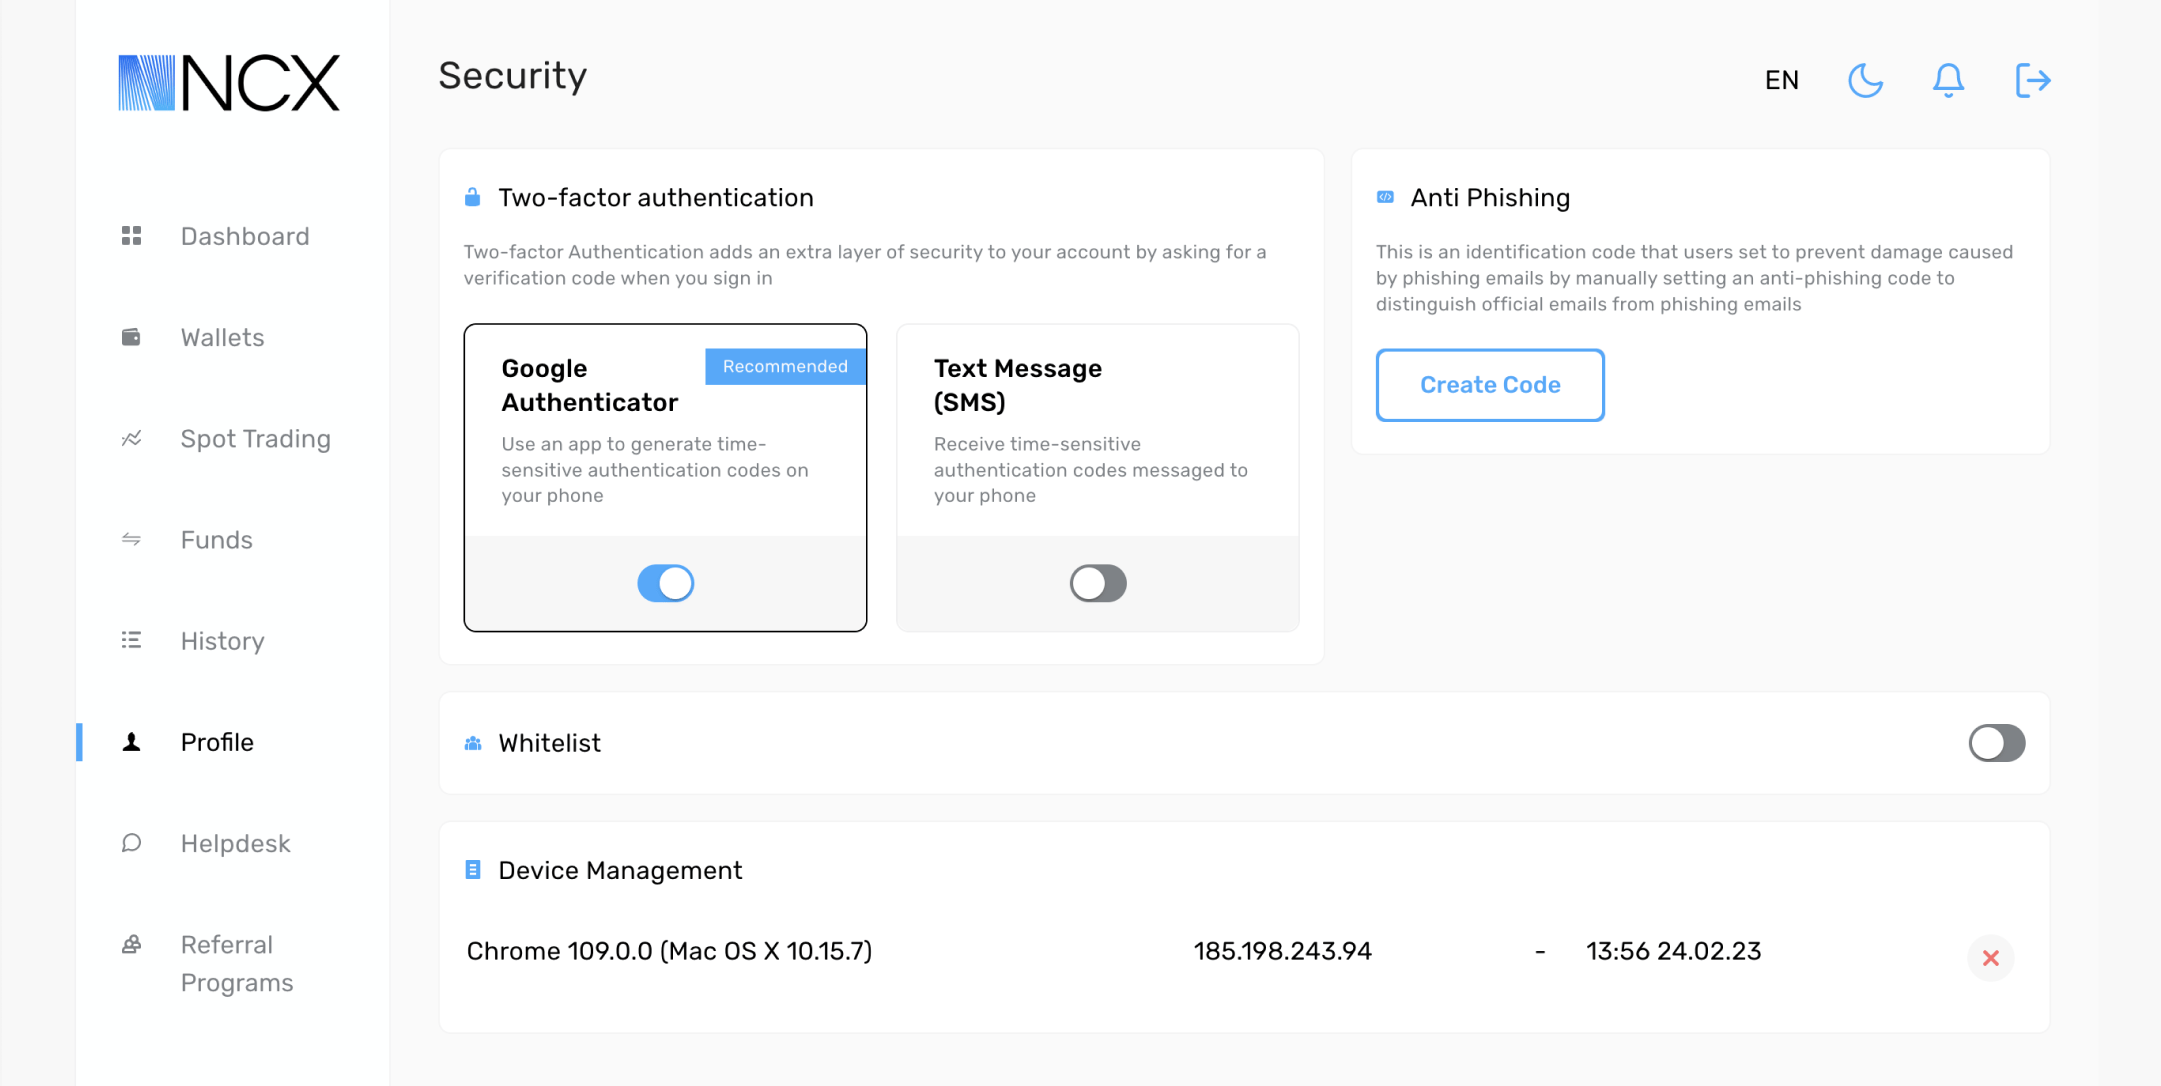 NCX
Security
EN
Dashboard
Wallets
Spot Trading
Funds
History
Profile
Helpdesk
Referral
Programs
Two-factor authentication
Two-factor Authentication adds an extra layer of security to your account by asking for a
verification code when you sign in
Google
Authenticator
Recommended
Use an app to generate time-
sensitive authentication codes on
your phone
Text Message
(SMS)
Receive time-sensitive
authentication codes messaged to
your phone
Anti Phishing
This is an identification code that users set to prevent damage caused
by phishing emails by manually setting an anti-phishing code to
distinguish official emails from phishing emails
Create Code
Whitelist
Device Management
Chrome 109.0.0 (Mac OS X 10.15.7) 185.198.243.94 - 13:56 24.02.23